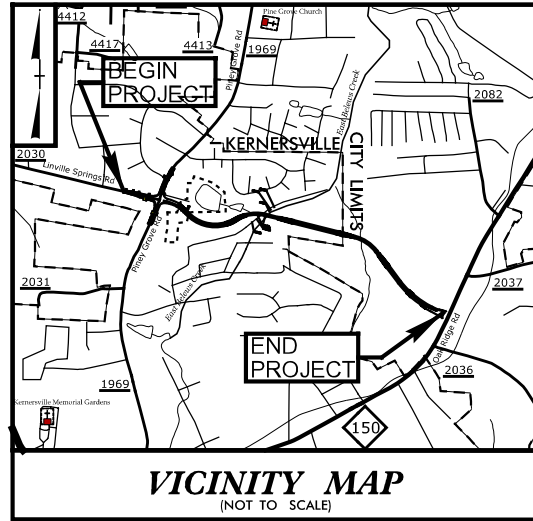 4412
Pine Grove Church
4417
4413
Piney Grove Rd
1969
BEGIN
PROJECT
2082
East Belews Creek
KERNERSVILLE
CITY LIMITS
2030
Linville Springs Rd
Piney Grove Rd
2031
East Belews Creek
2037
END
PROJECT
Oak Ridge Rd
2036
1969
Kernersville Memorial Gardens
150
VICINITY MAP
(NOT TO SCALE)